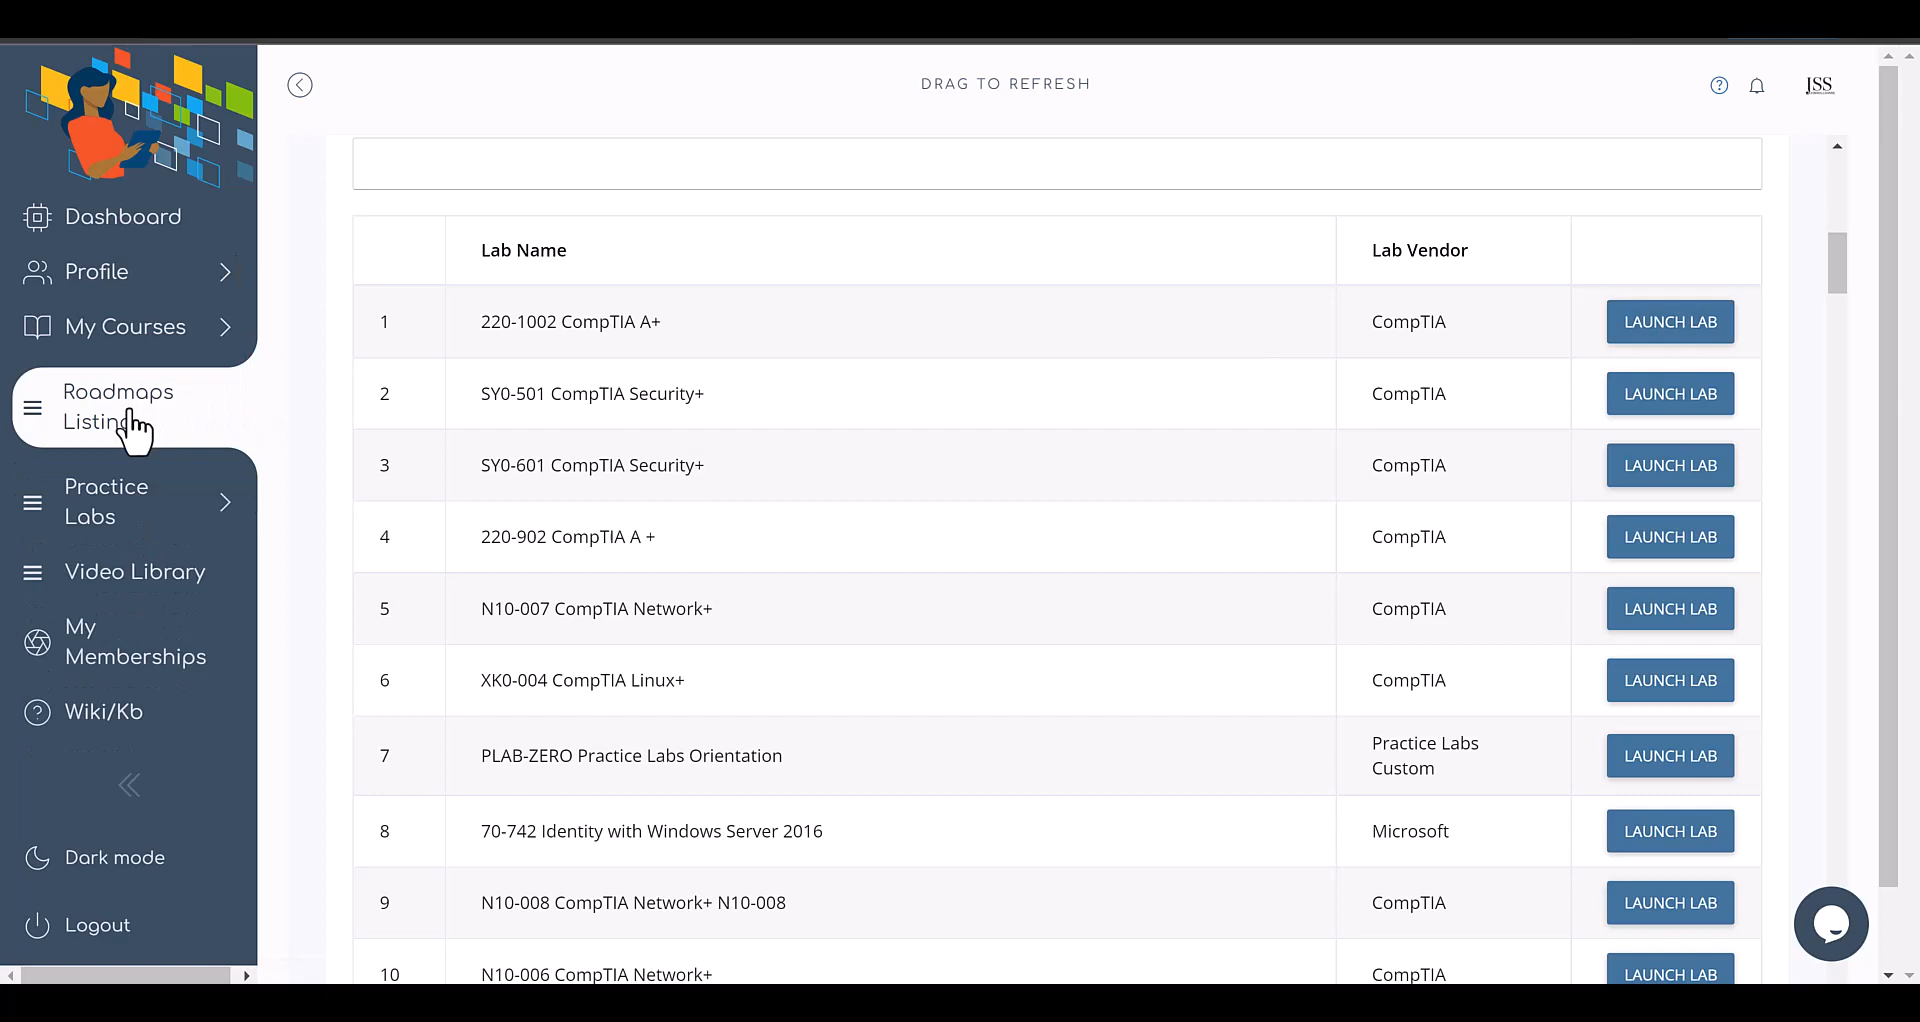 DRAG TO REFRESH
JSS
Dashboard
Profile
My Courses
Roadmaps
Listing
Practice
Labs
Video Library
My
Memberships
Wiki/Kb
Dark mode
Logout
Lab Name Lab Vendor
1 220-1002 CompTIA A+ CompTIA LAUNCH LAB
2 SY0-501 CompTIA Security+ CompTIA LAUNCH LAB
3 SY0-601 CompTIA Security+ CompTIA LAUNCH LAB
4 220-902 CompTIA A + CompTIA LAUNCH LAB
5 N10-007 CompTIA Network+ CompTIA LAUNCH LAB
6 XK0-004 CompTIA Linux+ CompTIA LAUNCH LAB
7 PLAB-ZERO Practice Labs Orientation Practice Labs
Custom LAUNCH LAB
8 70-742 Identity with Windows Server 2016 Microsoft LAUNCH LAB
9 N10-008 CompTIA Network+ N10-008 CompTIA LAUNCH LAB
10 N10-006 CompTIA Network+ CompTIA LAUNCH LAB